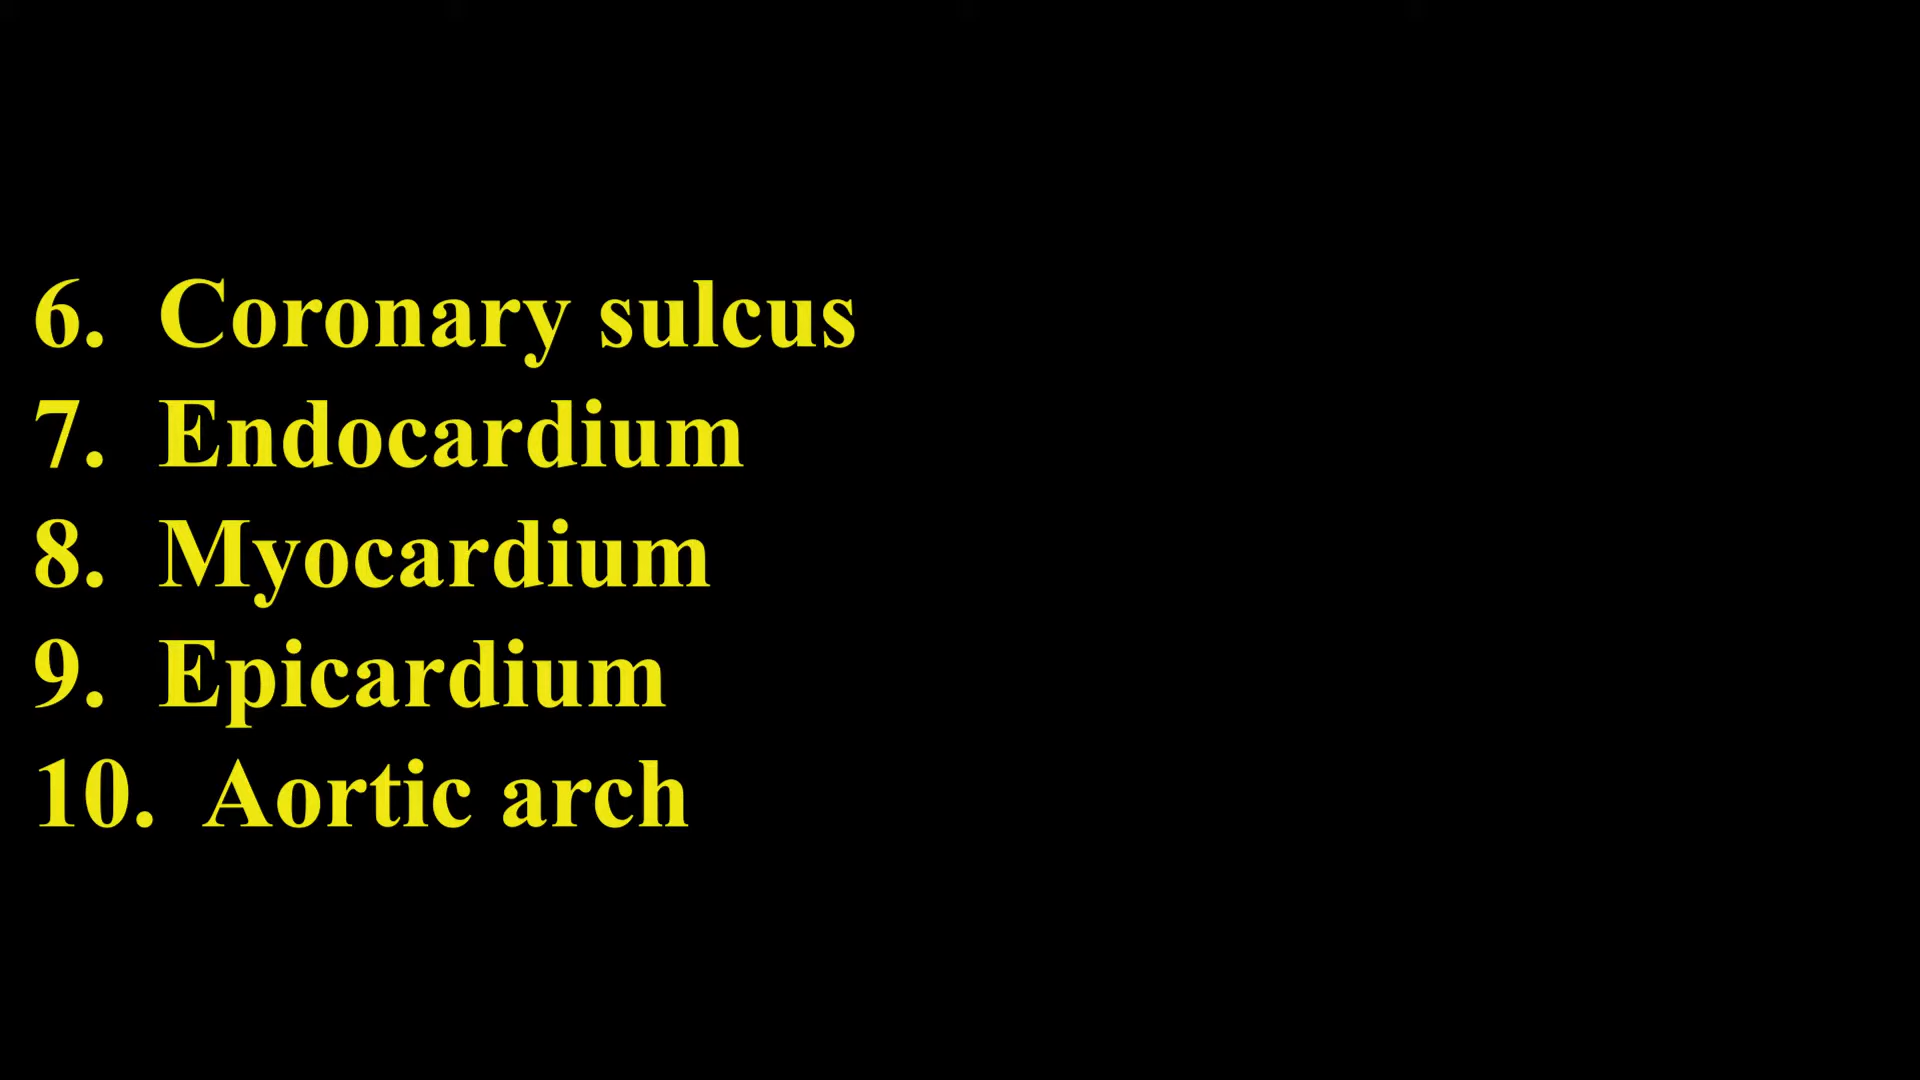 6. Coronary sulcus
7. Endocardium
8. Myocardium
9. Epicardium
10. Aortic arch